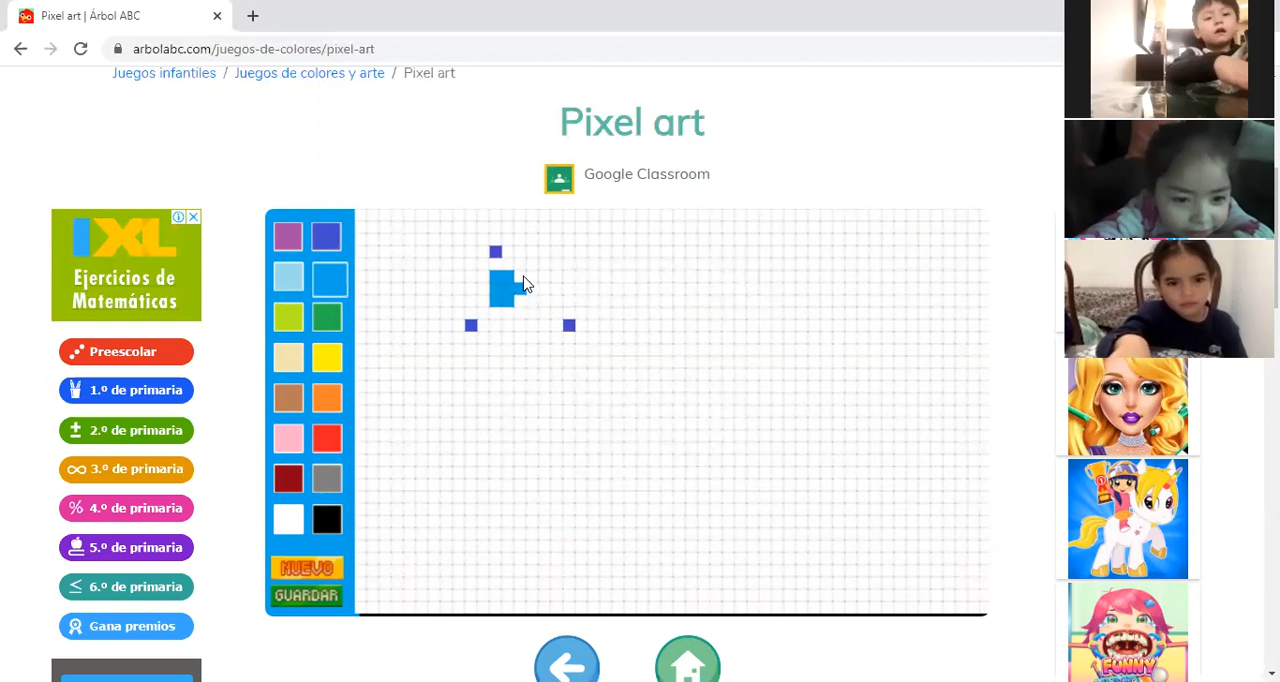 Pixel art | Árbol ABC
arbolabc.com/juegos-de-colores/pixel-art
Juegos infantiles / Juegos de colores y arte / Pixel art
Pixel art
Google Classroom
IXL
Ejercicios de
Matemáticas
Preescolar
1.º de primaria
2.º de primaria
3.º de primaria
4.º de primaria
5.º de primaria
6.º de primaria
Gana premios
NUEVO
GUARDAR
FUNNY